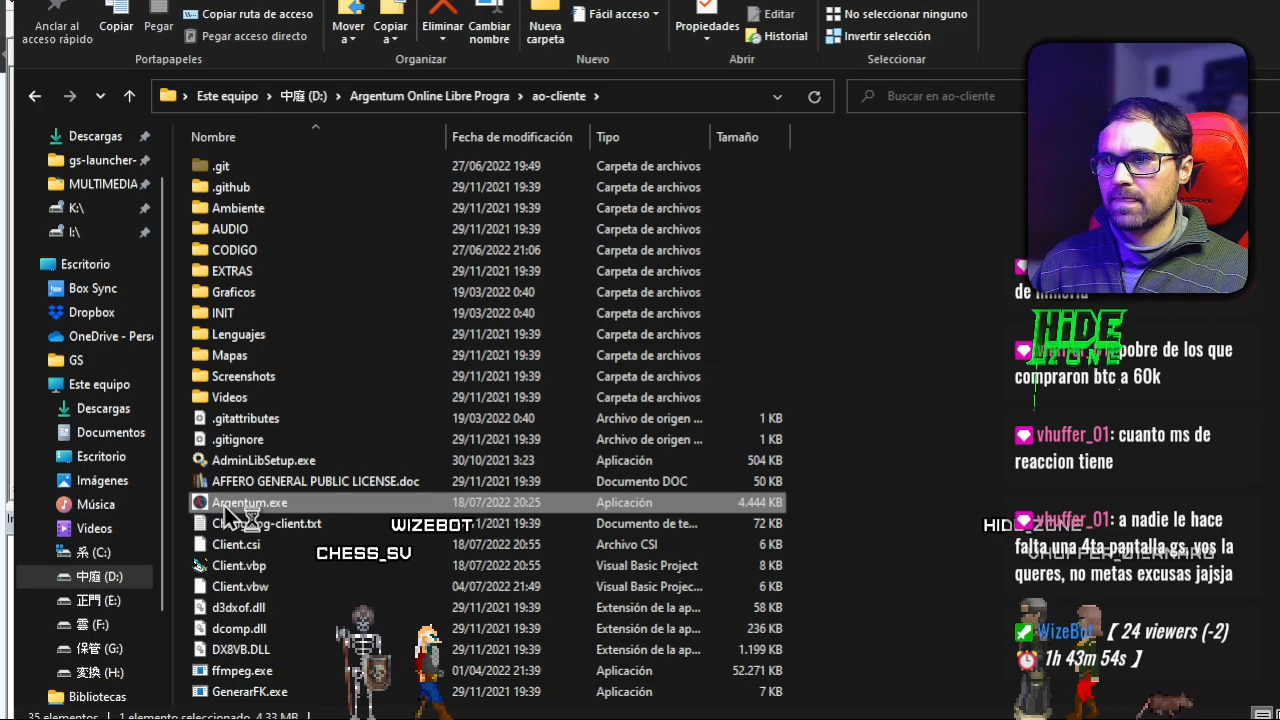 Anclar al
acceso rápido
Copiar
Pegar
Copiar ruta de acceso
Pegar acceso directo
Mover
a
Copiar
a
Eliminar
Cambiar
nombre
Nueva
carpeta
Fácil acceso
Propiedades
Editar
Historial
No seleccionar ninguno
Invertir selección
Portapapeles
Organizar
Nuevo
Abrir
Seleccionar
Este equipo > 中庭 (D:) > Argentum Online Libre Progra > ao-cliente >
Buscar en ao-cliente
Descargas
gs-launcher-
MULTIMEDIA
K:\
I:\
Escritorio
Box Sync
Dropbox
OneDrive - Perso
GS
Este equipo
Descargas
Documentos
Escritorio
Imágenes
Música
Videos
系 (C:)
中庭 (D:)
正門 (E:)
雲 (F:)
保管 (G:)
変換 (H:)
Bibliotecas
Nombre Fecha de modificación Tipo Tamaño
.git 27/06/2022 19:49 Carpeta de archivos
.github 29/11/2021 19:39 Carpeta de archivos
Ambiente 29/11/2021 19:39 Carpeta de archivos
AUDIO 29/11/2021 19:39 Carpeta de archivos
CODIGO 27/06/2022 21:06 Carpeta de archivos
EXTRAS 29/11/2021 19:39 Carpeta de archivos
Graficos 19/03/2022 0:40 Carpeta de archivos
INIT 19/03/2022 0:40 Carpeta de archivos
Lenguajes 29/11/2021 19:39 Carpeta de archivos
Mapas 29/11/2021 19:39 Carpeta de archivos
Screenshots 29/11/2021 19:39 Carpeta de archivos
Videos 29/11/2021 19:39 Carpeta de archivos
.gitattributes 19/03/2022 0:40 Archivo de origen ... 1 KB
.gitignore 29/11/2021 19:39 Archivo de origen ... 1 KB
AdminLibSetup.exe 30/10/2021 3:23 Aplicación 504 KB
AFFERO GENERAL PUBLIC LICENSE.doc 29/11/2021 19:39 Documento DOC 50 KB
Argentum.exe 18/07/2022 20:25 Aplicación 4.444 KB
-client.txt 19:39 Documento de te... 72 KB
Client.csi 18/07/2022 20:55 Archivo CSI 6 KB
Client.vbp 18/07/2022 20:55 Visual Basic Project 8 KB
Client.vbw 04/07/2022 21:49 Visual Basic Project 6 KB
d3dxof.dll 29/11/2021 19:39 Extensión de la ap... 58 KB
dcomp.dll 29/11/2021 19:39 Extensión de la ap... 236 KB
DX8VB.DLL 29/11/2021 19:39 Extensión de la ap... 1.199 KB
ffmpeg.exe 01/04/2022 21:39 Aplicación 52.271 KB
GenerarFK.exe 29/11/2021 19:39 Aplicación 7 KB
35 elementos 1 elemento seleccionado 4,33 MB
WIZEBOT
CHESS_SV
HIDE_ZONE
HiDE
de minería
pobre de los que
compraron btc a 60k
vhuffer_01: cuanto ms de
reaccion tiene
vhuffer_01: a nadie le hace
falta una 4ta pantalla gs, vos la
queres, no metas excusas jajsja
WizeBot 【 24 viewers (-2)
1h 43m 54s 】